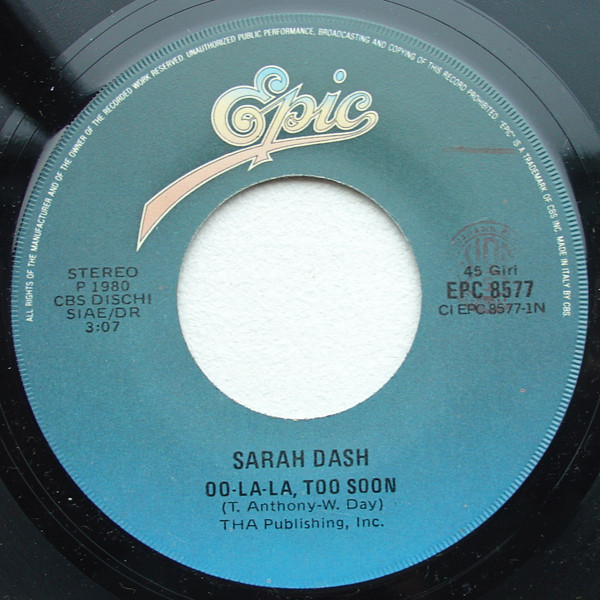 ALL RIGHTS OF THE MANUFACTURER AND OF THE OWNER OF THE RECORDED WORK RESERVED. UNAUTHORIZED PUBLIC PERFORMANCE, BROADCASTING AND COPYING OF THIS RECORD PROHIBITED. "EPIC" IS A TRADEMARK OF CBS INC. MADE IN ITALY BY CBS.
Epic
STEREO
P 1980
CBS DISCHI
SIAE/DR
3:07
45 Giri
EPC 8577
CI EPC 8577-1N
SARAH DASH
OO-LA-LA, TOO SOON
(T. Anthony-W. Day)
THA Publishing, Inc.